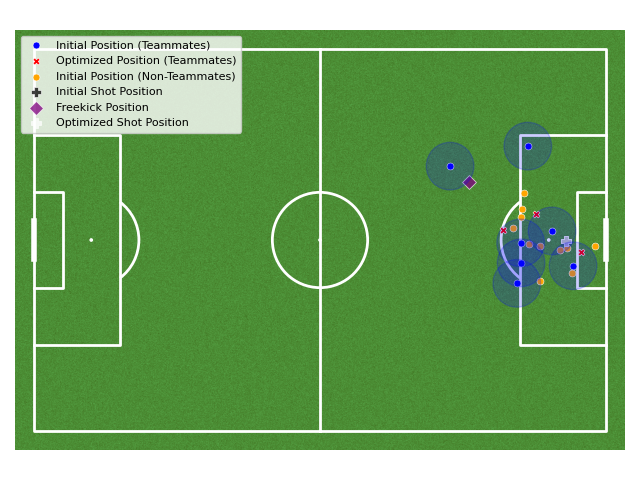 Initial Position (Teammates)
Optimized Position (Teammates)
Initial Position (Non-Teammates)
Initial Shot Position
Freekick Position
Optimized Shot Position